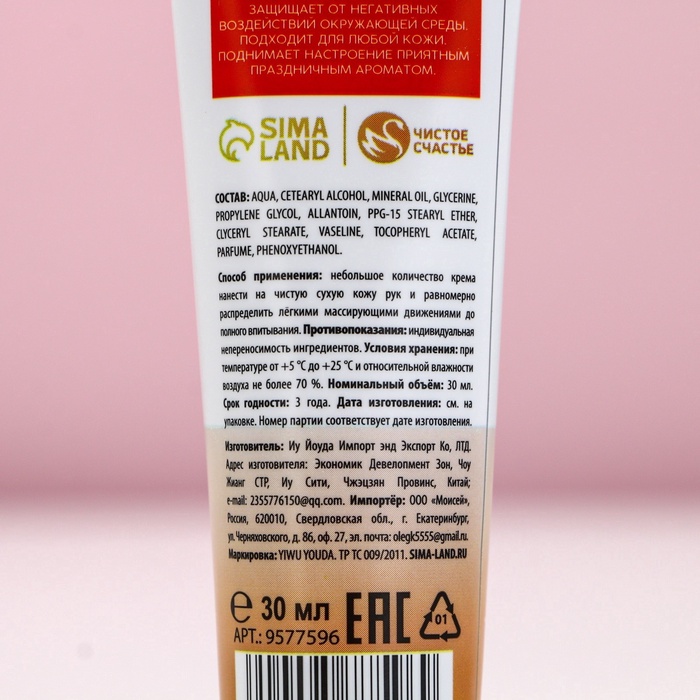 ЗАЩИЩАЕТ ОТ НЕГАТИВНЫХ
ВОЗДЕЙСТВИЙ ОКРУЖАЮЩЕЙ СРЕДЫ.
ПОДХОДИТ ДЛЯ ЛЮБОЙ КОЖИ.
ПОДНИМАЕТ НАСТРОЕНИЕ ПРИЯТНЫМ
ПРАЗДНИЧНЫМ АРОМАТОМ.
SIMA
LAND
ЧИСТОЕ
СЧАСТЬЕ
СОСТАВ: AQUA, CETEARYL ALCOHOL, MINERAL OIL, GLYCERINE,
PROPYLENE GLYCOL, ALLANTOIN, PPG-15 STEARYL ETHER,
GLYCERYL STEARATE, VASELINE, TOCOPHERYL ACETATE,
PARFUME, PHENOXYETHANOL.
Способ применения: небольшое количество крема
нанести на чистую сухую кожу рук и равномерно
распределить лёгкими массирующими движениями до
полного впитывания. Противопоказания: индивидуальная
непереносимость ингредиентов. Условия хранения: при
температуре от +5 °С до +25 °С и относительной влажности
воздуха не более 70 %. Номинальный объём: 30 мл.
Срок годности: 3 года. Дата изготовления: см. на
упаковке. Номер партии соответствует дате изготовления.
Изготовитель: Иу Йоуда Импорт энд Экспорт Ко, ЛТД.
Адрес изготовителя: Экономик Девелопмент Зон, Чоу
Жианг СТР, Иу Сити, Чжэцзян Провинс, Китай;
e-mail: 2355776150@qq.com. Импортёр: ООО «Моисей»,
Россия, 620010, Свердловская обл., г. Екатеринбург,
ул. Черняховского, д. 86, оф. 27, эл. почта: olegk5555@gmail.ru.
Маркировка: YIWU YOUDA. ТР ТС 009/2011. SIMA-LAND.RU
℮ 30 мл
АРТ.: 9577596
EAC
01